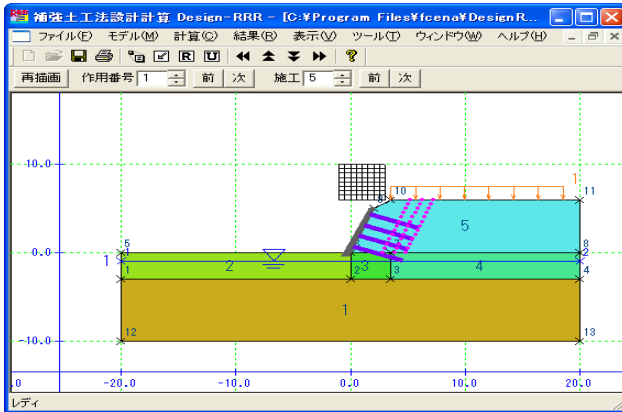 補強土工法設計計算 Design-RRR - [C:¥Program Files¥fcena¥DesignR...
ファイル(F) モデル(M) 計算(C) 結果(R) 表示(V) ツール(T) ウィンドウ(W) ヘルプ(H)
再描画 作用番号 1 前 次 施工 5 前 次
10.0
1
10 11
5
0.0
5 8
1
2 3 4
1 2 3 4
1
12 13
-10.0
.0 -20.0 -10.0 0.0 10.0 20.0
レディ